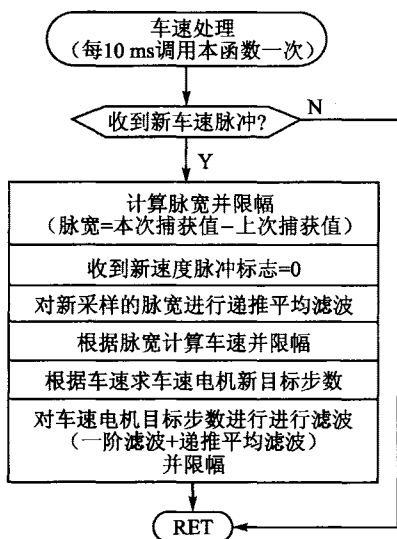 车速处理
（每10 ms调用本函数一次）
收到新车速脉冲?
N
Y
计算脉宽并限幅
（脉宽=本次捕获值-上次捕获值）
收到新速度脉冲标志=0
对新采样的脉宽进行递推平均滤波
根据脉宽计算车速并限幅
根据车速求车速电机新目标步数
对车速电机目标步数进行进行滤波
（一阶滤波+递推平均滤波）
并限幅
RET